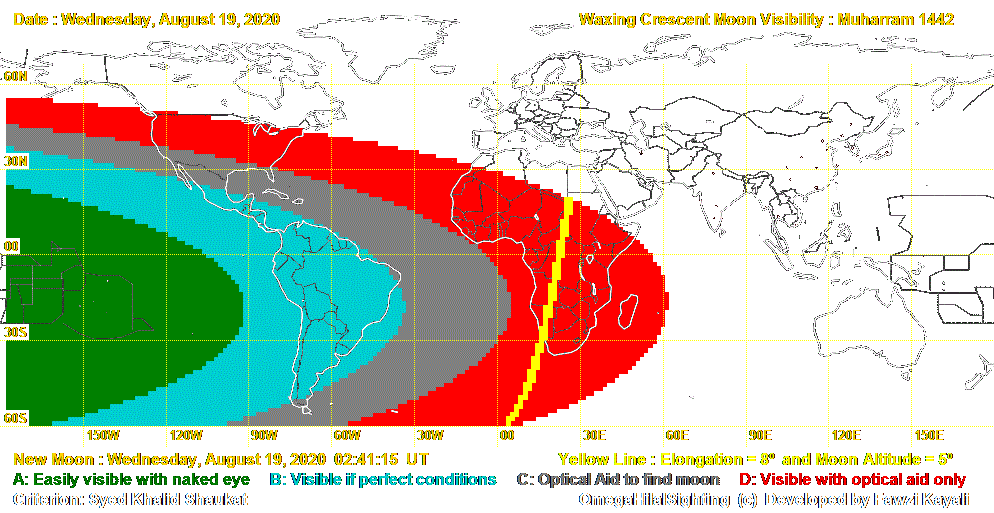 Date : Wednesday, August 19, 2020 Waxing Crescent Moon Visibility : Muharram 1442
60N
30N
00
30S
60S
150W 120W 90W 60W 30W 00 30E 60E 90E 120E 150E
New Moon : Wednesday, August 19, 2020 02:41:15 UT Yellow Line : Elongation = 8° and Moon Altitude = 5°
A: Easily visible with naked eye B: Visible if perfect conditions C: Optical Aid to find moon D: Visible with optical aid only
Criterion: Syed Khalid Shaukat OmegaHilalSighting (c) Developed by Fawzi Kayali